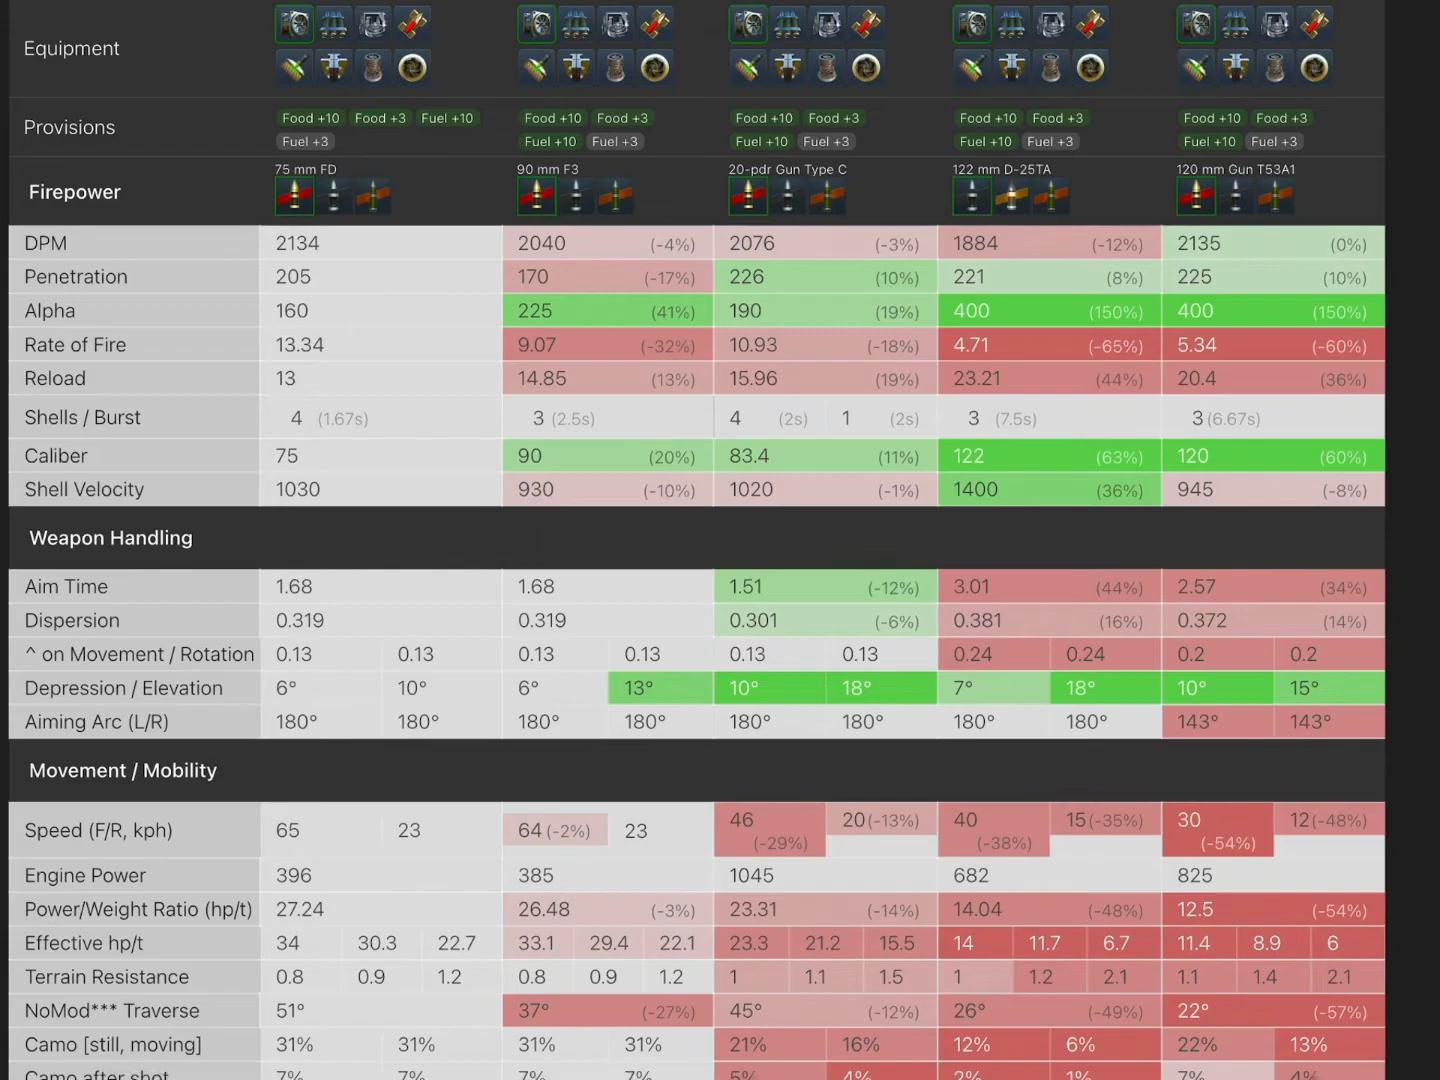 Equipment
Provisions
Food +10 Food +3 Fuel +10
Fuel +3
Food +10 Food +3
Fuel +10 Fuel +3
Food +10 Food +3
Fuel +10 Fuel +3
Food +10 Food +3
Fuel +10 Fuel +3
Food +10 Food +3
Fuel +10 Fuel +3
Firepower
75 mm FD
90 mm F3
20-pdr Gun Type C
122 mm D-25TA
120 mm Gun T53A1
DPM 2134 2040 (-4%) 2076 (-3%) 1884 (-12%) 2135 (0%)
Penetration 205 170 (-17%) 226 (10%) 221 (8%) 225 (10%)
Alpha 160 225 (41%) 190 (19%) 400 (150%) 400 (150%)
Rate of Fire 13.34 9.07 (-32%) 10.93 (-18%) 4.71 (-65%) 5.34 (-60%)
Reload 13 14.85 (13%) 15.96 (19%) 23.21 (44%) 20.4 (36%)
Shells / Burst 4 (1.67s) 3 (2.5s) 4 (2s) 1 (2s) 3 (7.5s) 3 (6.67s)
Caliber 75 90 (20%) 83.4 (11%) 122 (63%) 120 (60%)
Shell Velocity 1030 930 (-10%) 1020 (-1%) 1400 (36%) 945 (-8%)
Weapon Handling
Aim Time 1.68 1.68 1.51 (-12%) 3.01 (44%) 2.57 (34%)
Dispersion 0.319 0.319 0.301 (-6%) 0.381 (16%) 0.372 (14%)
^ on Movement / Rotation 0.13 0.13 0.13 0.13 0.13 0.13 0.24 0.24 0.2 0.2
Depression / Elevation 6° 10° 6° 13° 10° 18° 7° 18° 10° 15°
Aiming Arc (L/R) 180° 180° 180° 180° 180° 180° 180° 180° 143° 143°
Movement / Mobility
Speed (F/R, kph) 65 23 64 (-2%) 23 46 (-29%) 20 (-13%) 40 (-38%) 15 (-35%) 30 (-54%) 12 (-48%)
Engine Power 396 385 1045 682 825
Power/Weight Ratio (hp/t) 27.24 26.48 (-3%) 23.31 (-14%) 14.04 (-48%) 12.5 (-54%)
Effective hp/t 34 30.3 22.7 33.1 29.4 22.1 23.3 21.2 15.5 14 11.7 6.7 11.4 8.9 6
Terrain Resistance 0.8 0.9 1.2 0.8 0.9 1.2 1 1.1 1.5 1 1.2 2.1 1.1 1.4 2.1
NoMod*** Traverse 51° 37° (-27%) 45° (-12%) 26° (-49%) 22° (-57%)
Camo [still, moving] 31% 31% 31% 31% 21% 16% 12% 6% 22% 13%
Camo after shot 7% 7% 7% 7% 5% 4% 2% 1% 7% 4%